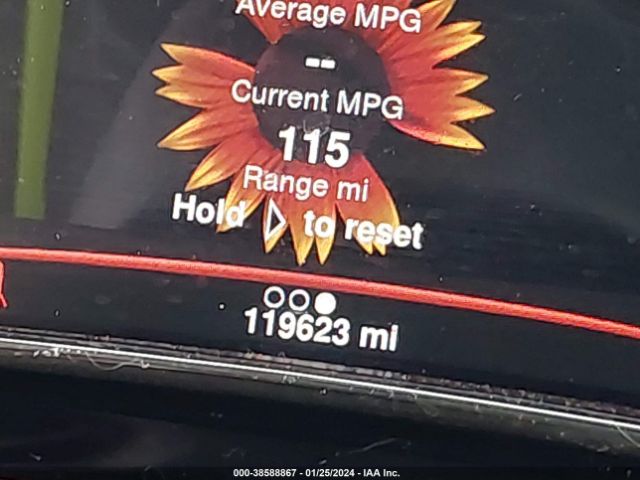 Average MPG
--
Current MPG
115
Range mi
Hold ▷ to reset
119623 mi
000-38588867 - 01/25/2024 - IAA Inc.